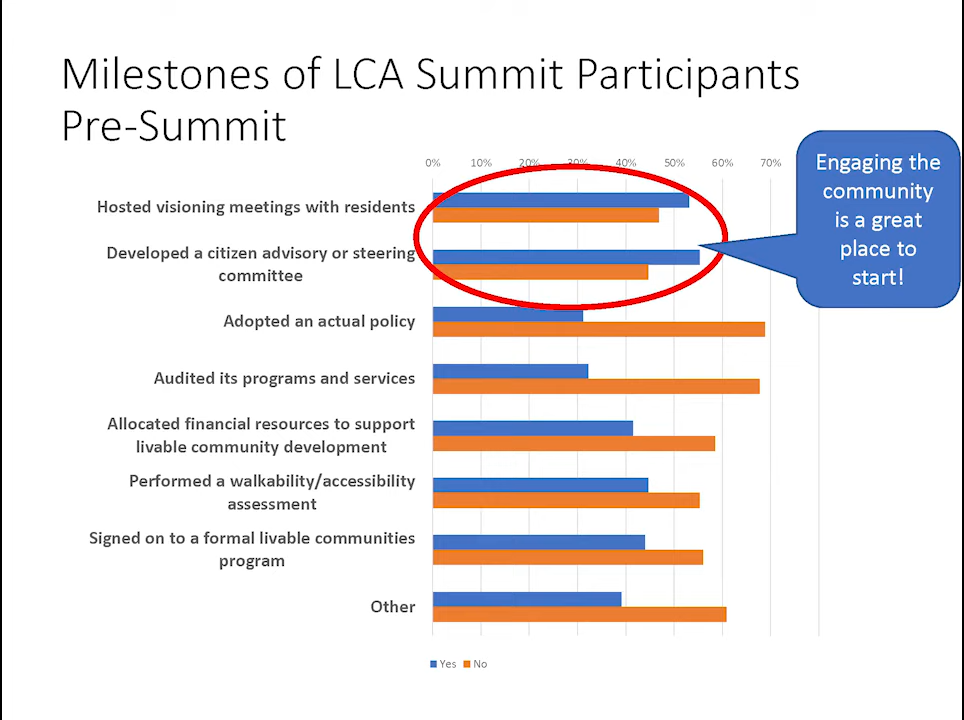 Milestones of LCA Summit Participants
Pre-Summit
0% 10% 20% 30% 40% 50% 60% 70%
Engaging the
community
is a great
place to
start!
Hosted visioning meetings with residents
Developed a citizen advisory or steering
committee
Adopted an actual policy
Audited its programs and services
Allocated financial resources to support
livable community development
Performed a walkability/accessibility
assessment
Signed on to a formal livable communities
program
Other
Yes No